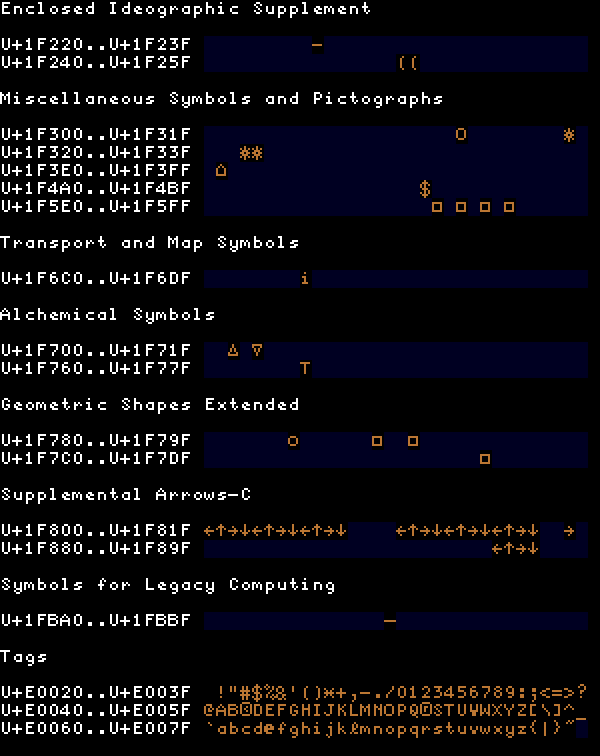 Enclosed Ideographic Supplement
U+1F220..U+1F23F –
U+1F240..U+1F25F ((
Miscellaneous Symbols and Pictographs
U+1F300..U+1F31F O *
U+1F320..U+1F33F **
U+1F3E0..U+1F3FF ⌂
U+1F4A0..U+1F4BF $
U+1F5E0..U+1F5FF □ □ □ □
Transport and Map Symbols
U+1F6C0..U+1F6DF i
Alchemical Symbols
U+1F700..U+1F71F △ ▽
U+1F760..U+1F77F T
Geometric Shapes Extended
U+1F780..U+1F79F ○ □ □
U+1F7C0..U+1F7DF □
Supplemental Arrows-C
U+1F800..U+1F81F ←↑→↓←↑→↓←↑→↓ ←↑→↓←↑→↓←↑→↓ →
U+1F880..U+1F89F ←↑→↓
Symbols for Legacy Computing
U+1FBA0..U+1FBBF –
Tags
U+E0020..U+E003F !"#$%&'()*+,-./0123456789:;<=>?
U+E0040..U+E005F @ABCDEFGHIJKLMNOPQRSTUVWXYZ[\]^_
U+E0060..U+E007F `abcdefghijklmnopqrstuvwxyz{|}~